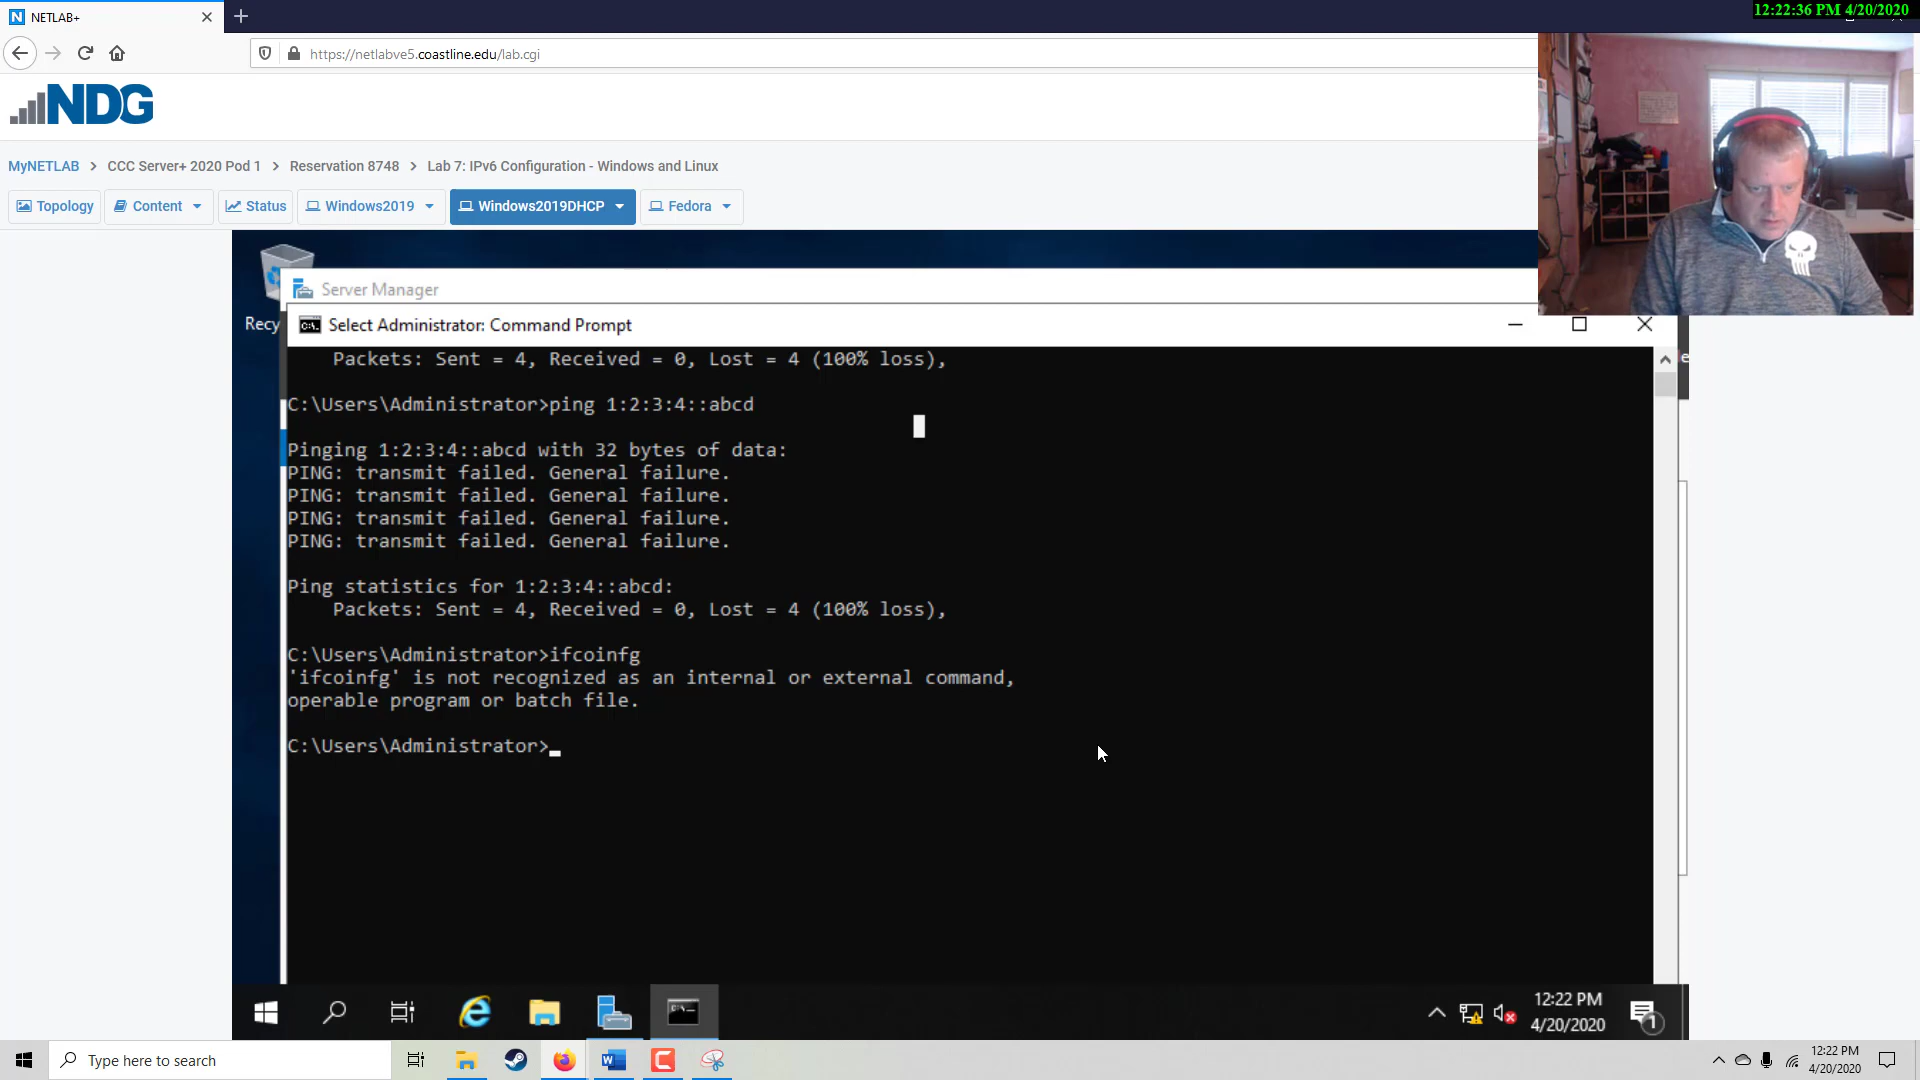 NETLAB+
12:22:36 PM 4/20/2020
https://netlabve5.coastline.edu/lab.cgi
NDG
MyNETLAB > CCC Server+ 2020 Pod 1 > Reservation 8748 > Lab 7: IPv6 Configuration - Windows and Linux
Topology Content Status Windows2019 Windows2019DHCP Fedora
Server Manager
Recy
Select Administrator: Command Prompt
Packets: Sent = 4, Received = 0, Lost = 4 (100% loss),
C:\Users\Administrator>ping 1:2:3:4::abcd
Pinging 1:2:3:4::abcd with 32 bytes of data:
PING: transmit failed. General failure.
PING: transmit failed. General failure.
PING: transmit failed. General failure.
PING: transmit failed. General failure.
Ping statistics for 1:2:3:4::abcd:
Packets: Sent = 4, Received = 0, Lost = 4 (100% loss),
C:\Users\Administrator>ifcoinfg
'ifcoinfg' is not recognized as an internal or external command,
operable program or batch file.
C:\Users\Administrator>
12:22 PM
4/20/2020
1
Type here to search
12:22 PM
4/20/2020